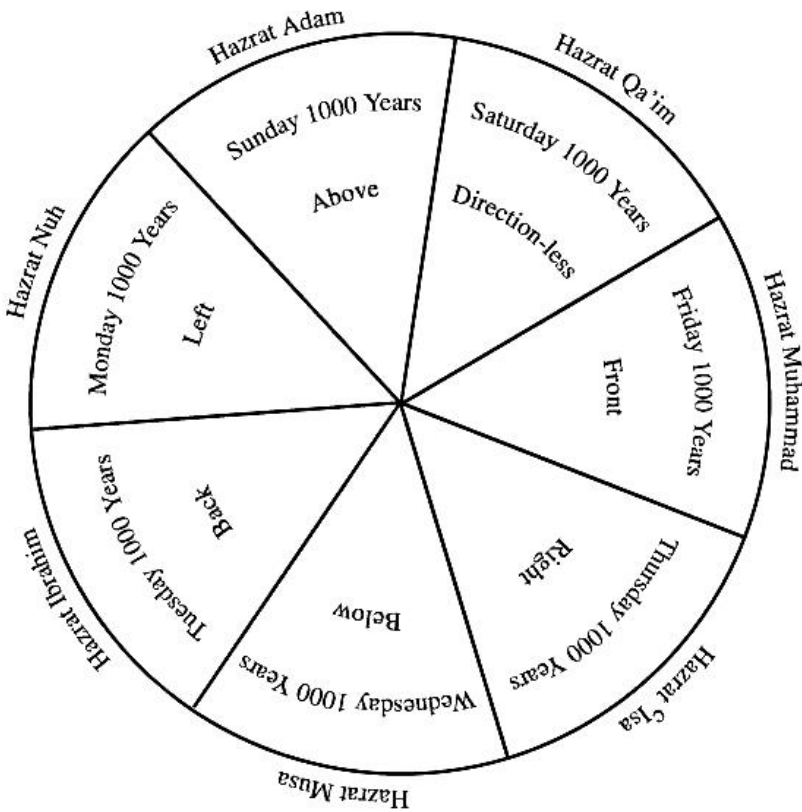 Hazrat Adam
Sunday 1000 Years
Above
Hazrat Nuh
Monday 1000 Years
Left
Hazrat Ibrahim
Tuesday 1000 Years
Back
Hazrat Musa
Wednesday 1000 Years
Below
Hazrat ᶜIsa
Thursday 1000 Years
Right
Hazrat Muhammad
Friday 1000 Years
Front
Hazrat Qa’im
Saturday 1000 Years
Direction-less